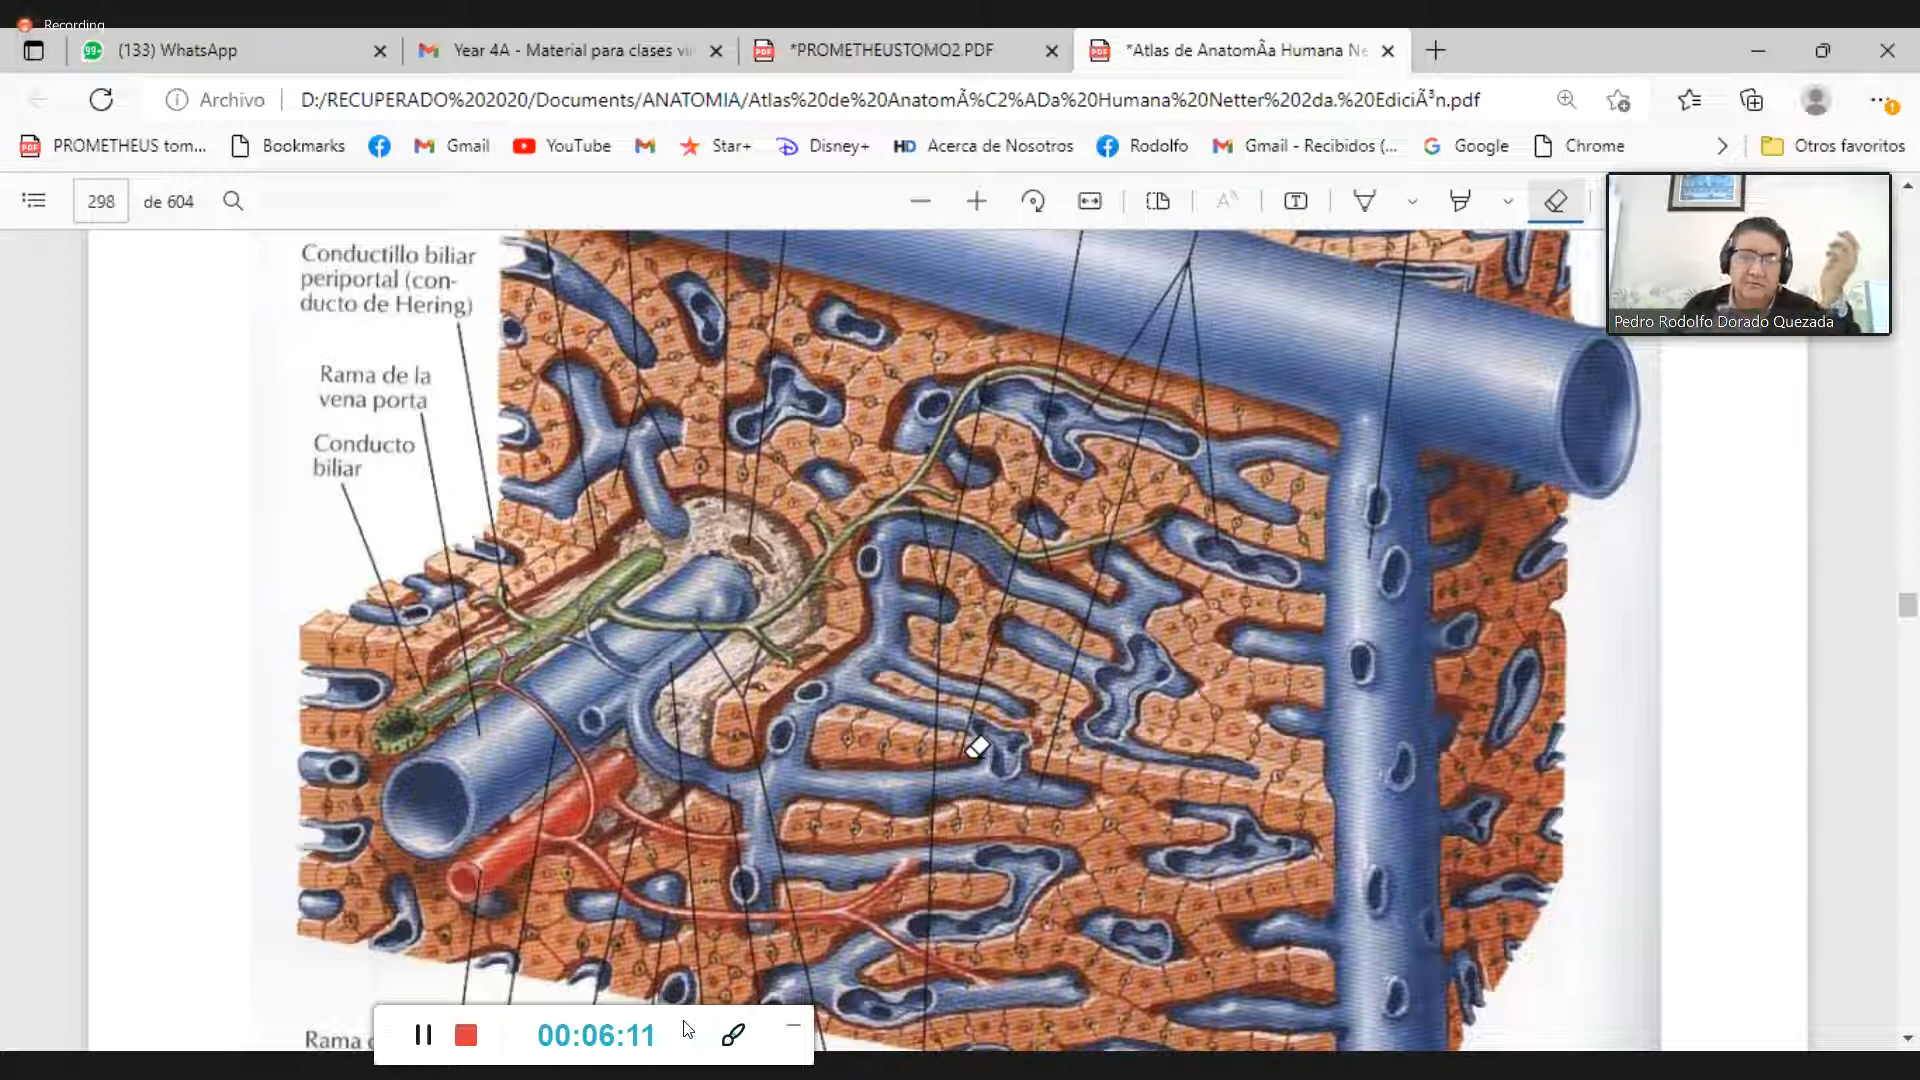 Recording
(133) WhatsApp
Year 4A - Material para clases vi
*PROMETHEUSTOMO2.PDF
*Atlas de AnatomÂa Humana Ne
Archivo
D:/RECUPERADO%202020/Documents/ANATOMIA/Atlas%20de%20AnatomÃ%C2%ADa%20Humana%20Netter%202da.%20EdiciÃ³n.pdf
PROMETHEUS tom...
Bookmarks
Gmail
YouTube
Star+
Disney+
HD Acerca de Nosotros
Rodolfo
Gmail - Recibidos (...
Google
Chrome
Otros favoritos
298
de 604
Pedro Rodolfo Dorado Quezada
Conductillo biliar
periportal (con-
ducto de Hering)
Rama de la
vena porta
Conducto
biliar
Rama
00:06:11